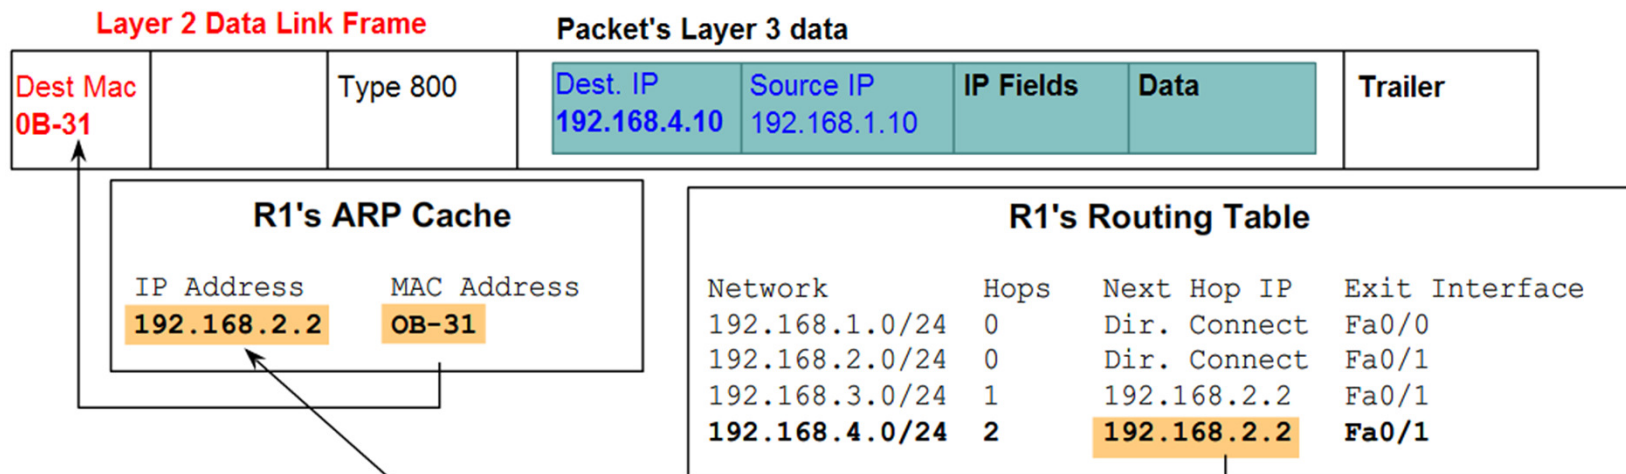 Layer 2 Data Link Frame
Packet's Layer 3 data
Dest Mac
0B-31
Type 800
Dest. IP
192.168.4.10
Source IP
192.168.1.10
IP Fields
Data
Trailer
R1's ARP Cache
IP Address MAC Address
192.168.2.2 OB-31
R1's Routing Table
Network Hops Next Hop IP Exit Interface
192.168.1.0/24 0 Dir. Connect Fa0/0
192.168.2.0/24 0 Dir. Connect Fa0/1
192.168.3.0/24 1 192.168.2.2 Fa0/1
192.168.4.0/24 2 192.168.2.2 Fa0/1